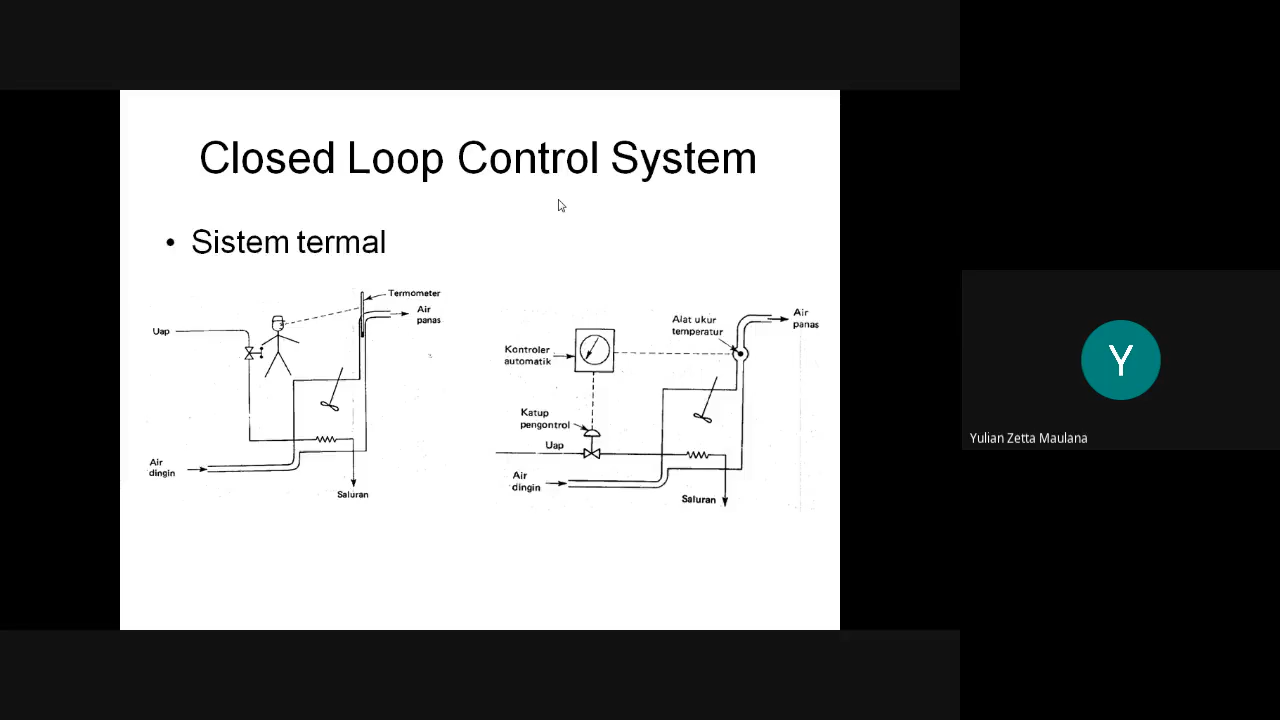 Closed Loop Control System
• Sistem termal
Termometer
Air
panas
Uap
Air
dingin
Saluran
Alat ukur
temperatur
Air
panas
Kontroler
automatik
Katup
pengontrol
Uap
Air
dingin
Saluran
Y
Yulian Zetta Maulana